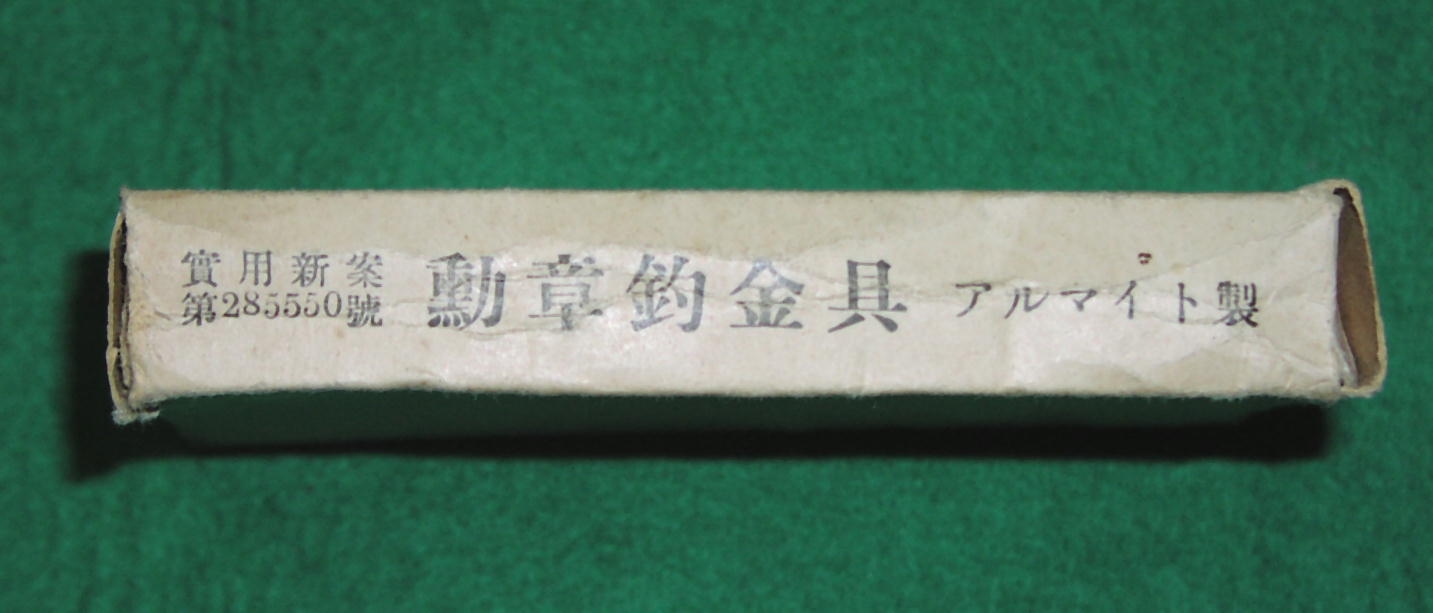 實用新案
第285550號
勳章釣金具
アルマイト製